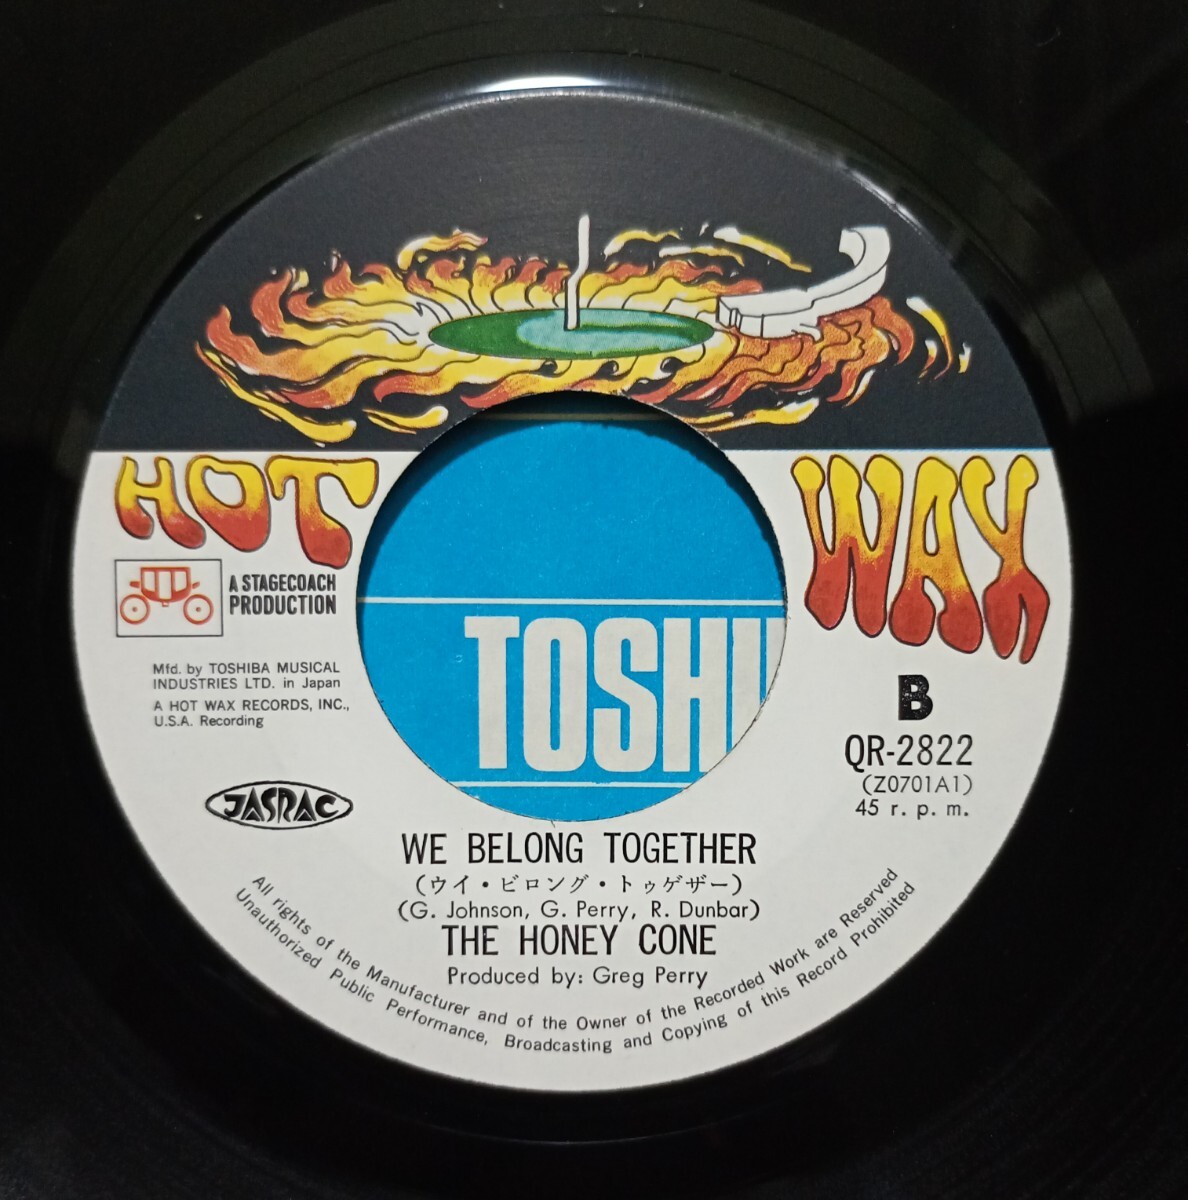 HOT WAX
A STAGECOACH
PRODUCTION
Mfd. by TOSHIBA MUSICAL
INDUSTRIES LTD. in Japan
A HOT WAX RECORDS, INC.,
U.S.A. Recording
JASRAC
TOSHI
B
QR-2822
(Z0701A1)
45 r. p. m.
WE BELONG TOGETHER
(ウイ・ビロング・トゥゲザー)
(G. Johnson, G. Perry, R. Dunbar)
THE HONEY CONE
Produced by: Greg Perry
All rights of the Manufacturer and of the Owner of the Recorded Work are Reserved
Unauthorized Public Performance, Broadcasting and Copying of this Record Prohibited